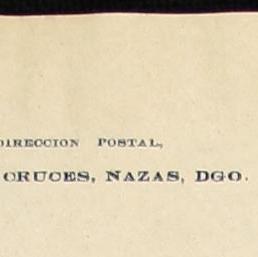 DIRECCION POSTAL,
CRUCES, NAZAS, DGO.